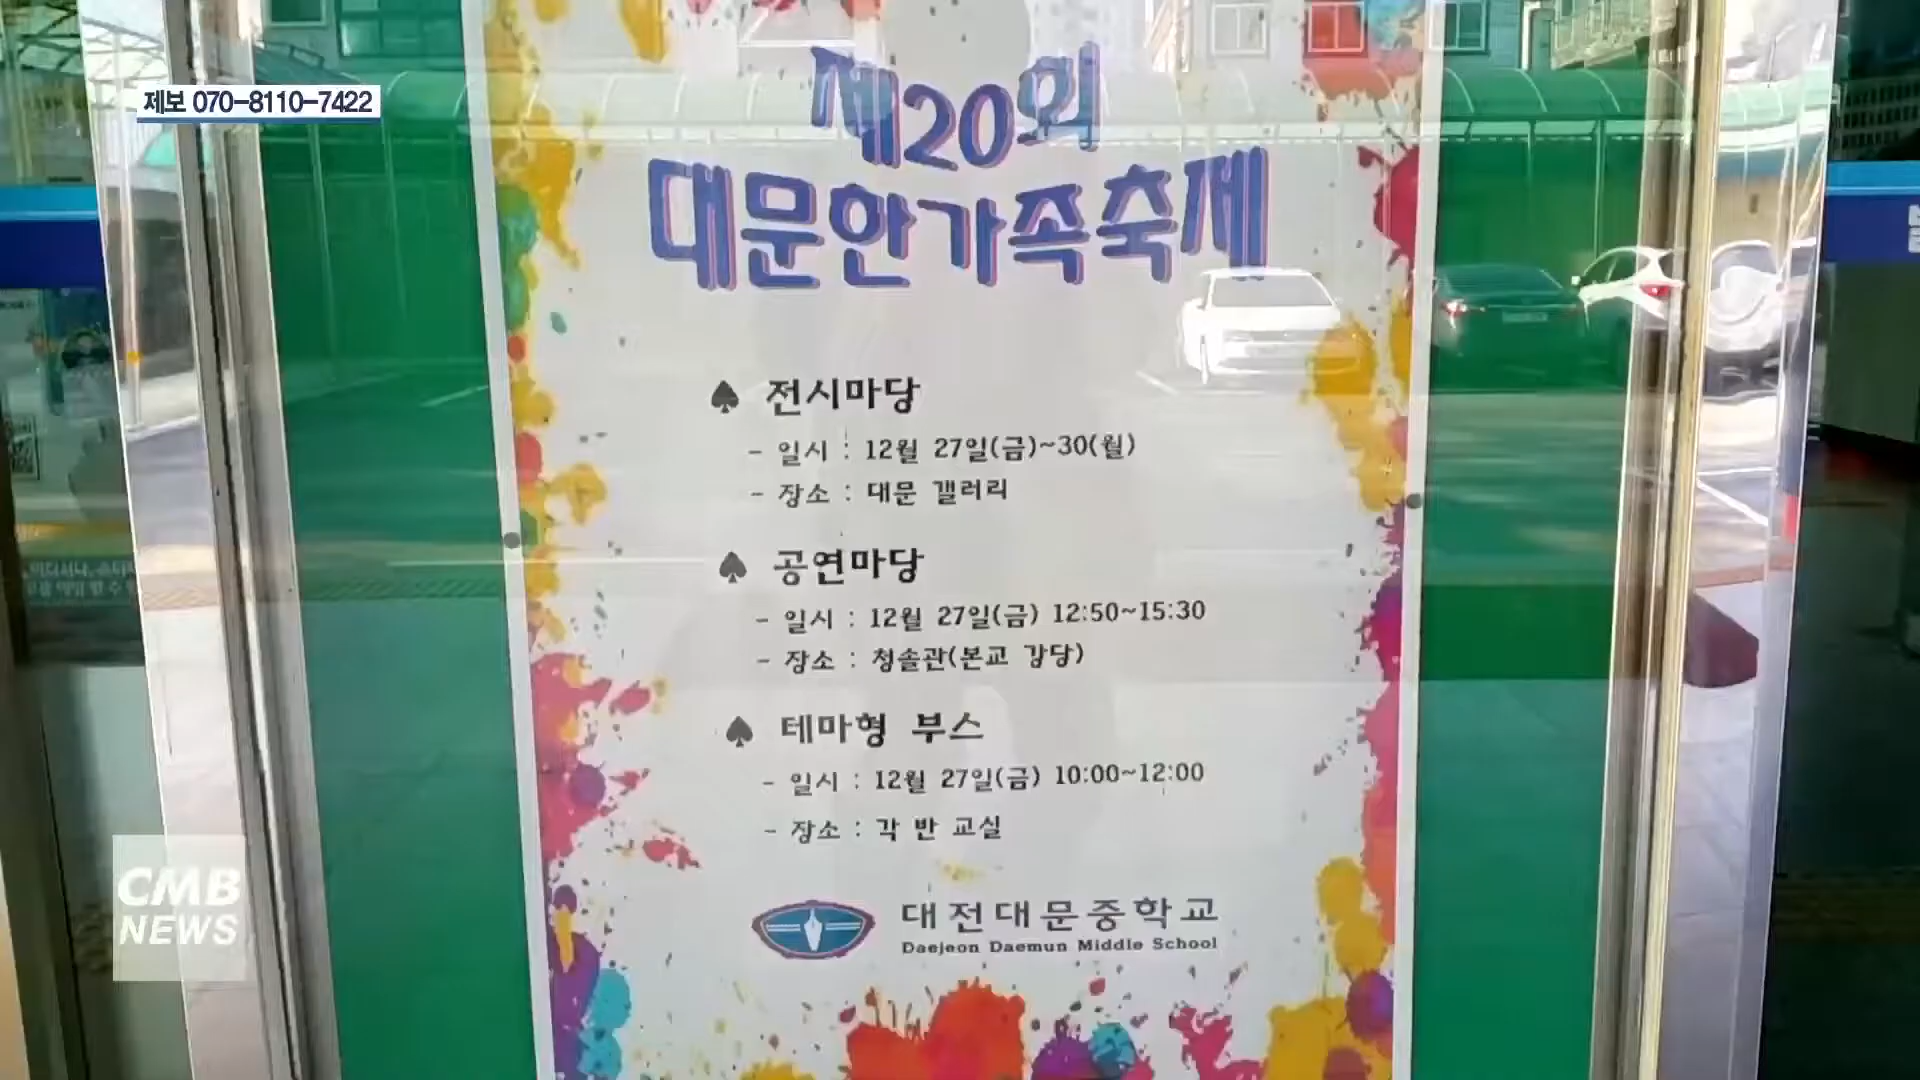 제보 070-8110-7422
제20회
대문한가족축제
♠ 전시마당
- 일시 : 12월 27일(금)~30(월)
- 장소 : 대문 갤러리
♠ 공연마당
- 일시 : 12월 27일(금) 12:50~15:30
- 장소 : 청솔관(본교 강당)
♠ 테마형 부스
- 일시 : 12월 27일(금) 10:00~12:00
- 장소 : 각 반 교실
대전대문중학교
Daejeon Daemun Middle School
CMB
NEWS